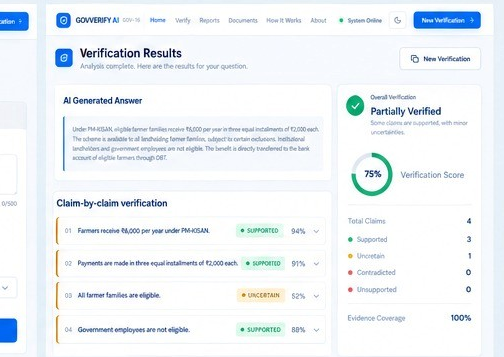 GOVVERIFY AI GOV-75 Home Verify Reports Documents How It Works About System Online New Verification
Verification Results
Analysis complete. Here are the results for your question.
New Verification
AI Generated Answer
Under PM-KISAN, eligible farmer families receive ₹6,000 per year in three equal installments of ₹2,000 each.
The scheme is available to all landholding farmer families, subject to certain exclusions. Institutional
landholders and government employees are not eligible. The benefit is directly transferred to the bank
account of eligible farmers through DBT.
Claim-by-claim verification
01 Farmers receive ₹6,000 per year under PM-KISAN. SUPPORTED 94%
02 Payments are made in three equal installments of ₹2,000 each. SUPPORTED 91%
03 All farmer families are eligible. UNCERTAIN 52%
04 Government employees are not eligible. SUPPORTED 88%
Overall Verification
Partially Verified
Some claims are supported, with minor
uncertainties.
75% Verification Score
Total Claims 4
Supported 3
Uncretain 1
Contradicted 0
Unsupported 0
Evidence Coverage 100%
0/500